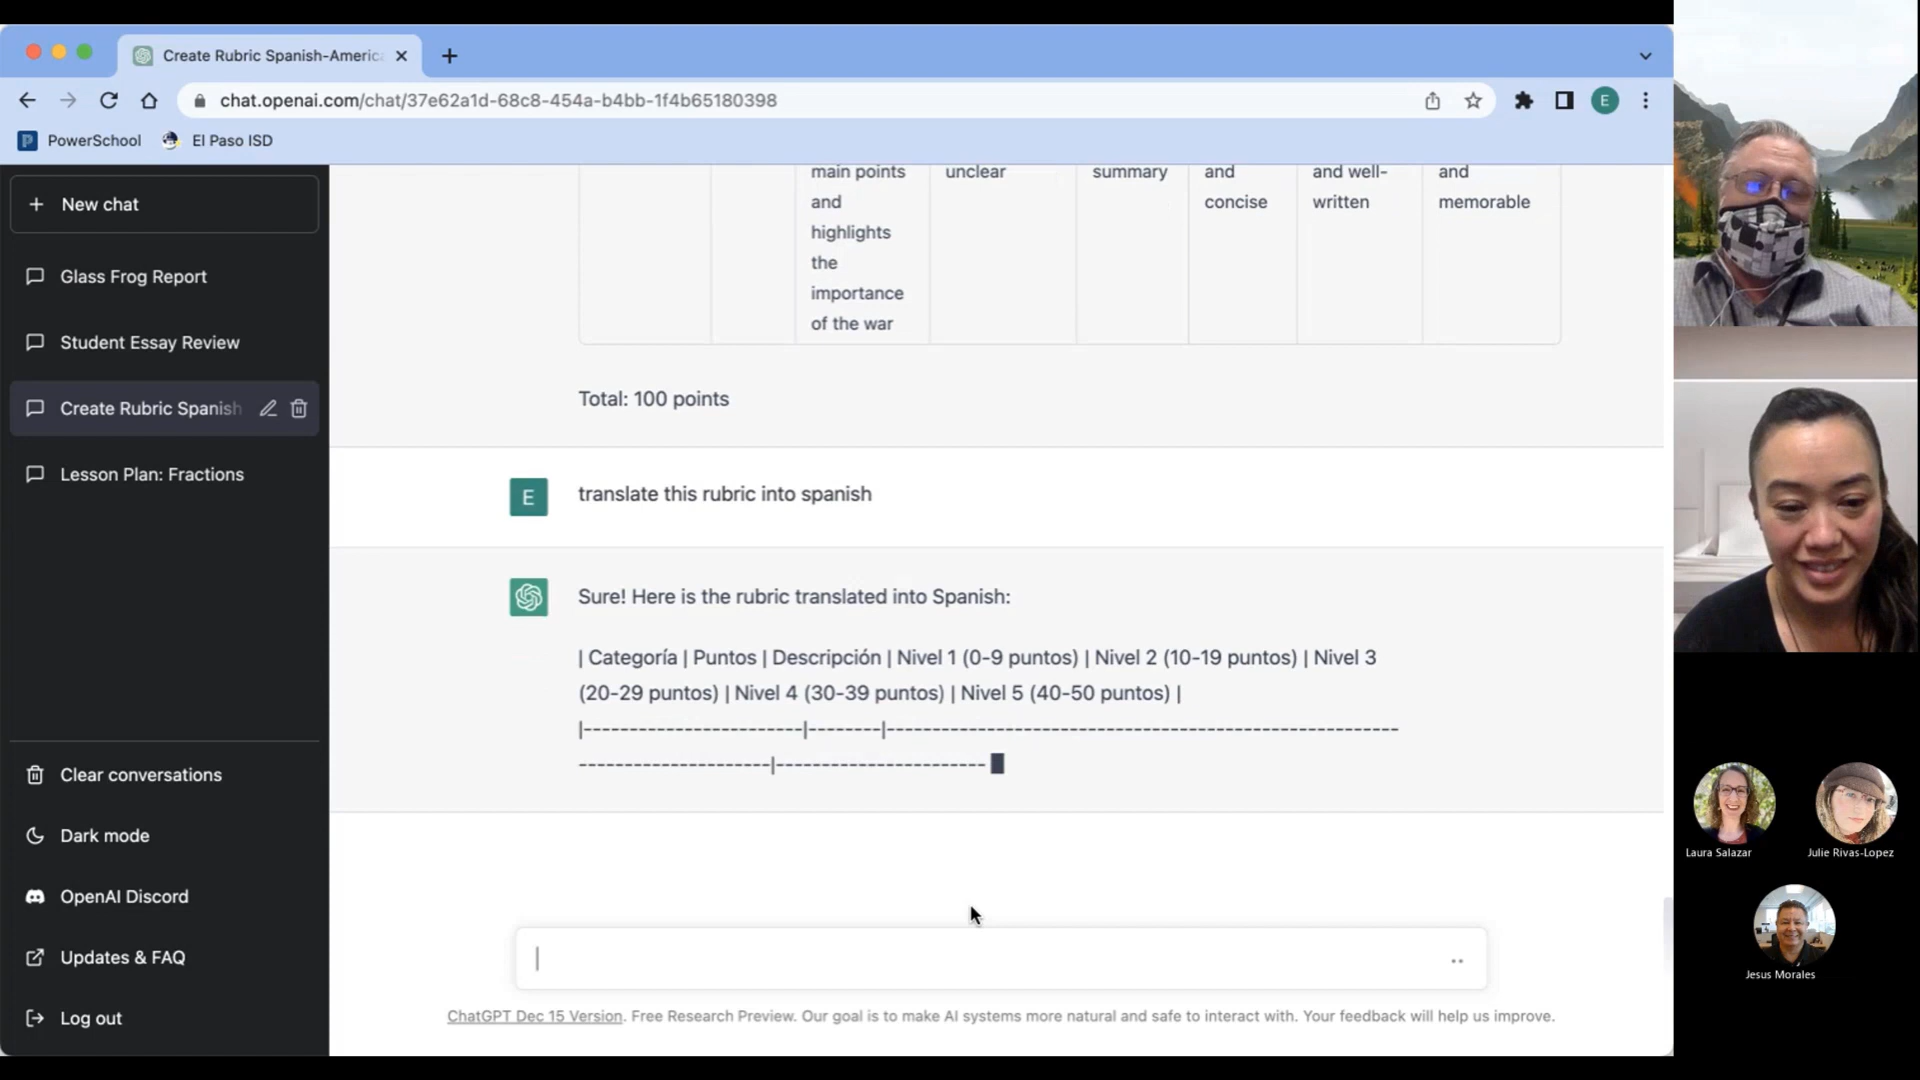 Create Rubric Spanish-Americ
chat.openai.com/chat/37e62a1d-68c8-454a-b4bb-1f4b65180398
E
PowerSchool
El Paso ISD
New chat
Glass Frog Report
Student Essay Review
Create Rubric Spanish
Lesson Plan: Fractions
Clear conversations
Dark mode
OpenAI Discord
Updates & FAQ
Log out
main points
and
highlights
the
importance
of the war
unclear
summary
and
concise
and well-
written
and
memorable
Total: 100 points
E
translate this rubric into spanish
Sure! Here is the rubric translated into Spanish:
| Categoría | Puntos | Descripción | Nivel 1 (0-9 puntos) | Nivel 2 (10-19 puntos) | Nivel 3
(20-29 puntos) | Nivel 4 (30-39 puntos) | Nivel 5 (40-50 puntos) |
|------------------------|--------|--------------------------------------------------------
---------------------|-----------------------
ChatGPT Dec 15 Version. Free Research Preview. Our goal is to make AI systems more natural and safe to interact with. Your feedback will help us improve.
Laura Salazar
Julie Rivas-Lopez
Jesus Morales